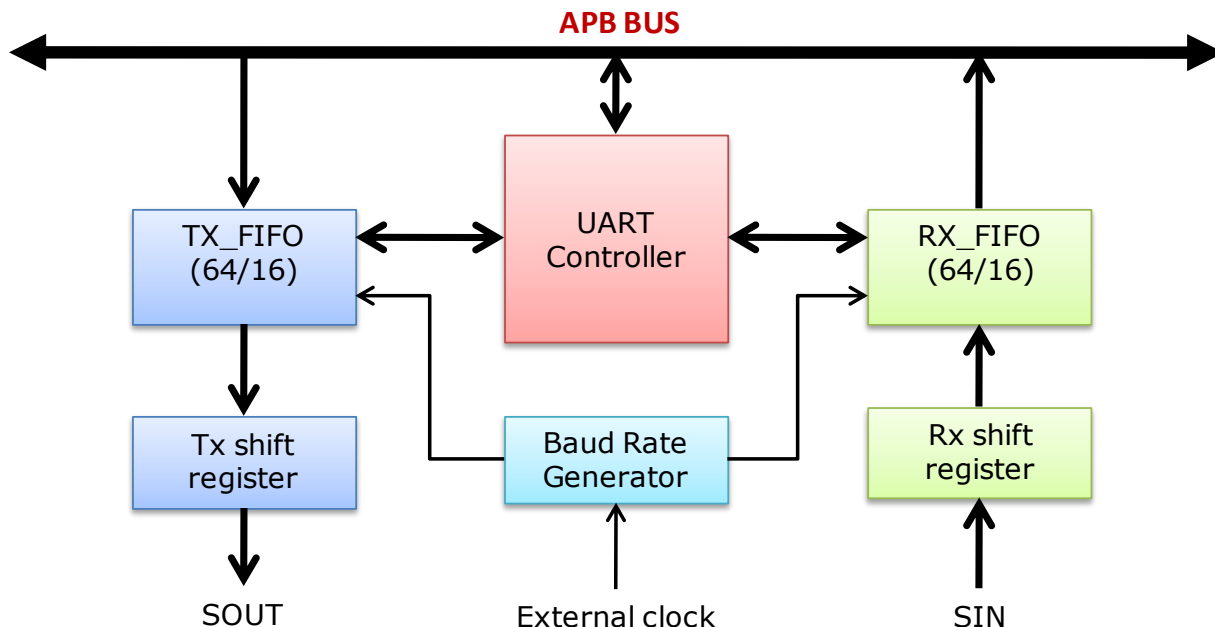 APB BUS
TX_FIFO
(64/16)
UART
Controller
RX_FIFO
(64/16)
Tx shift
register
Baud Rate
Generator
Rx shift
register
SOUT
External clock
SIN